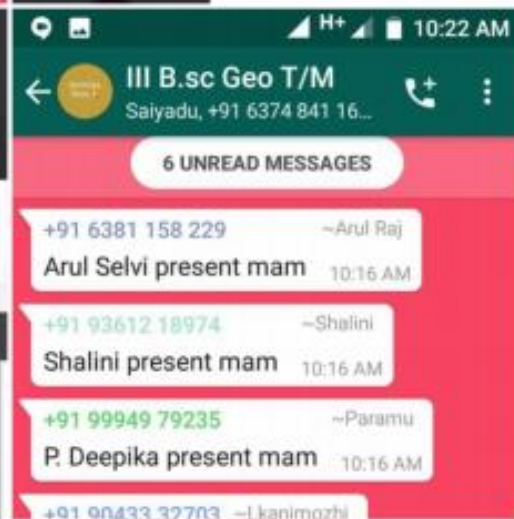 H+ 10:22 AM
III B.sc Geo T/M
Saiyadu, +91 6374 841 16...
6 UNREAD MESSAGES
+91 6381 158 229 ~Arul Raj
Arul Selvi present mam 10:16 AM
+91 93612 18974 ~Shalini
Shalini present mam 10:16 AM
+91 99949 79235 ~Paramu
P. Deepika present mam 10:16 AM
+91 90433 32703 ~I.kanimozhi